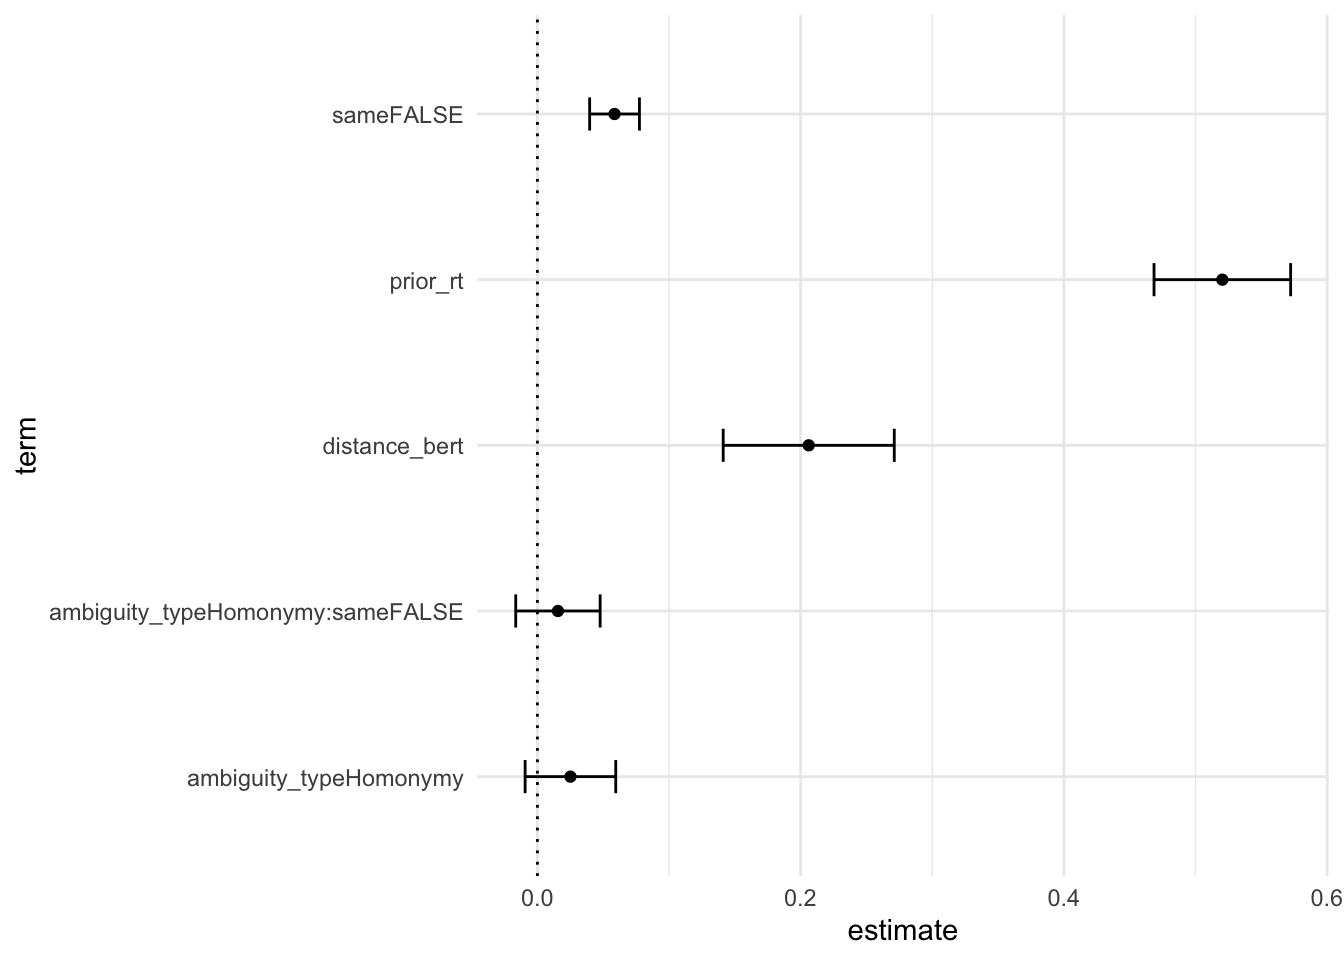 sameFALSE
prior_rt
distance_bert
ambiguity_typeHomonymy:sameFALSE
ambiguity_typeHomonymy
term
0.0 0.2 0.4 0.6
estimate